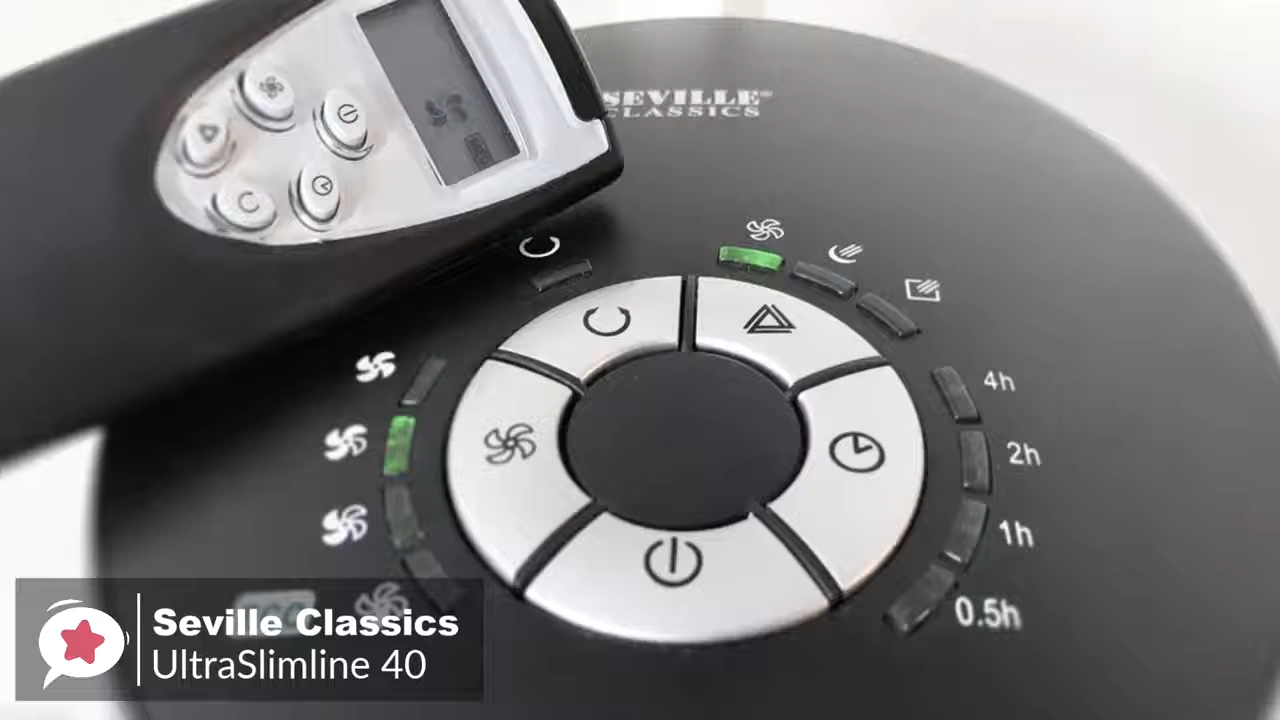 SEVILLE®
CLASSICS
4h
2h
1h
0.5h
Seville Classics
UltraSlimline 40